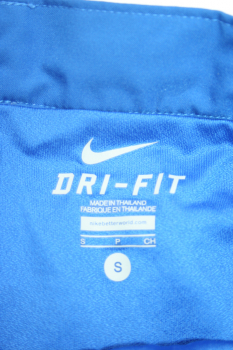 DRI-FIT
MADE IN THAILAND
FABRIQUE EN THAILANDE
S P CH
S